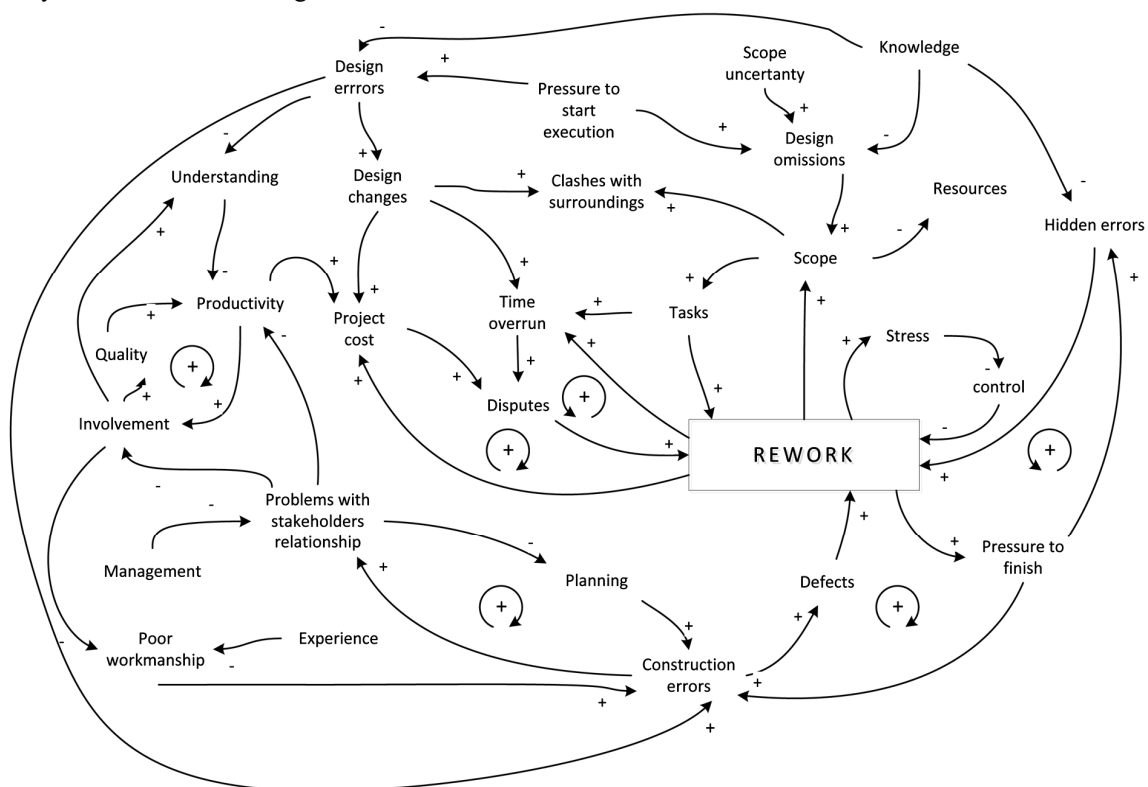 Knowledge
Scope
uncertanty
Design
errrors
Pressure to
start
execution
Design
omissions
Understanding
Design
changes
Clashes with
surroundings
Resources
Hidden errors
Scope
Productivity
Project
cost
Time
overrun
Tasks
Stress
Quality
control
Disputes
Involvement
REWORK
Problems with
stakeholders
relationship
Management
Planning
Defects
Pressure to
finish
Poor
workmanship
Experience
Construction
errors